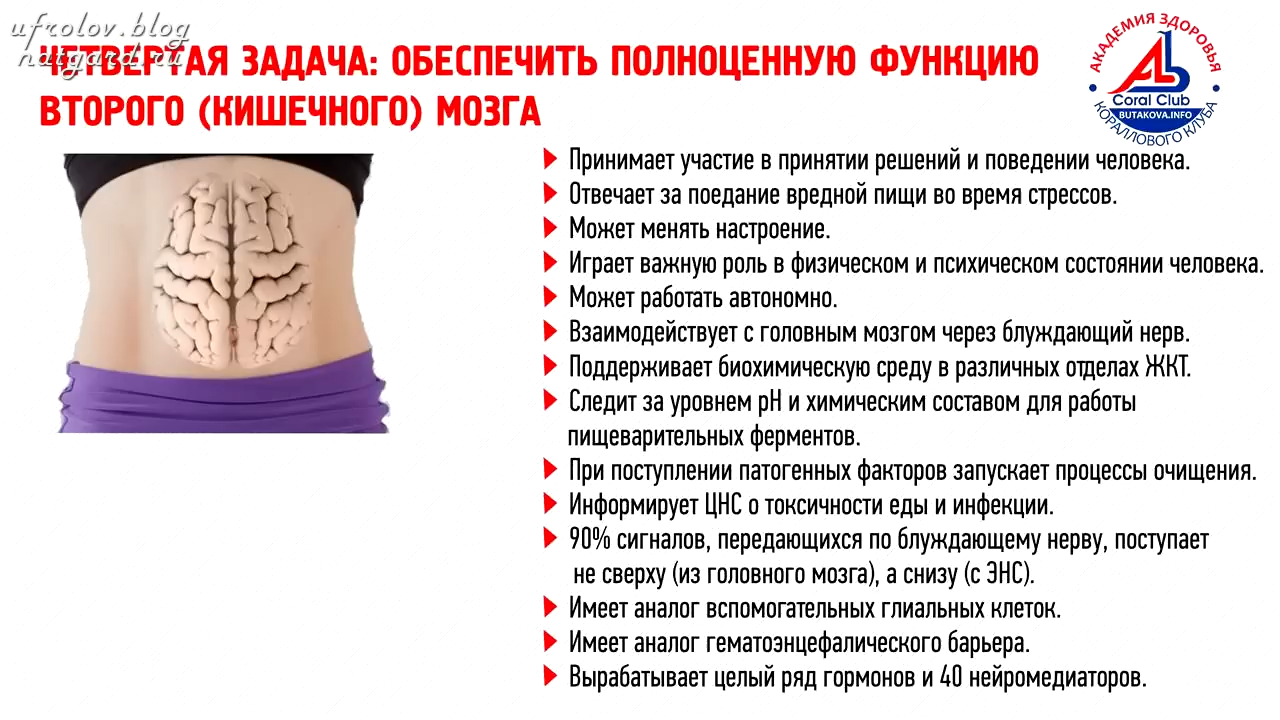 ufrolov.blog
naigard.ru
ЧЕТВЕРТАЯ ЗАДАЧА: ОБЕСПЕЧИТЬ ПОЛНОЦЕННУЮ ФУНКЦИЮ
ВТОРОГО (КИШЕЧНОГО) МОЗГА
АКАДЕМИЯ ЗДОРОВЬЯ
Coral Club
BUTAKOVA.INFO
КОРАЛЛОВОГО КЛУБА
Принимает участие в принятии решений и поведении человека.
Отвечает за поедание вредной пищи во время стрессов.
Может менять настроение.
Играет важную роль в физическом и психическом состоянии человека.
Может работать автономно.
Взаимодействует с головным мозгом через блуждающий нерв.
Поддерживает биохимическую среду в различных отделах ЖКТ.
Следит за уровнем pH и химическим составом для работы
пищеварительных ферментов.
При поступлении патогенных факторов запускает процессы очищения.
Информирует ЦНС о токсичности еды и инфекции.
90% сигналов, передающихся по блуждающему нерву, поступает
не сверху (из головного мозга), а снизу (с ЭНС).
Имеет аналог вспомогательных глиальных клеток.
Имеет аналог гематоэнцефалического барьера.
Вырабатывает целый ряд гормонов и 40 нейромедиаторов.